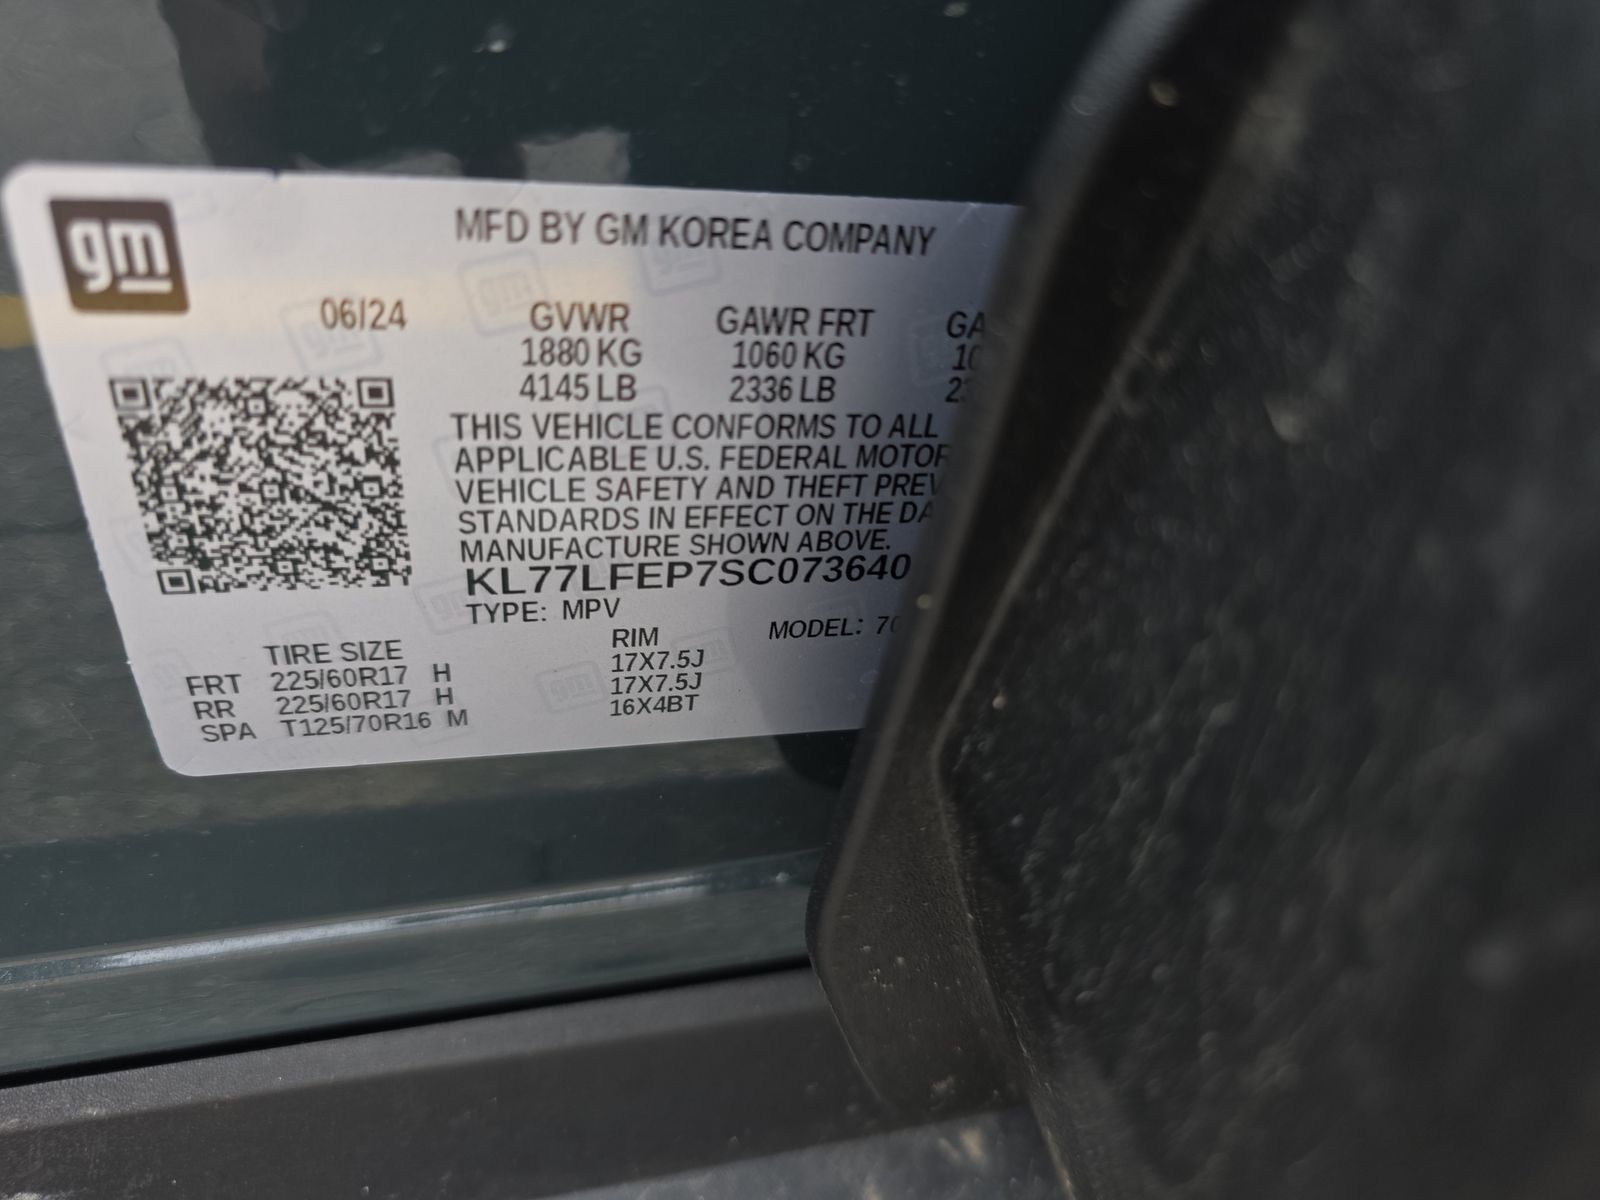 gm
MFD BY GM KOREA COMPANY
06/24 GVWR GAWR FRT
1880 KG 1060 KG
4145 LB 2336 LB
THIS VEHICLE CONFORMS TO ALL
APPLICABLE U.S. FEDERAL MOTOR
VEHICLE SAFETY AND THEFT PREV
STANDARDS IN EFFECT ON THE DA
MANUFACTURE SHOWN ABOVE.
KL77LFEP7SC073640
TYPE: MPV
MODEL:
TIRE SIZE RIM
FRT 225/60R17 H 17X7.5J
RR 225/60R17 H 17X7.5J
SPA T125/70R16 M 16X4BT